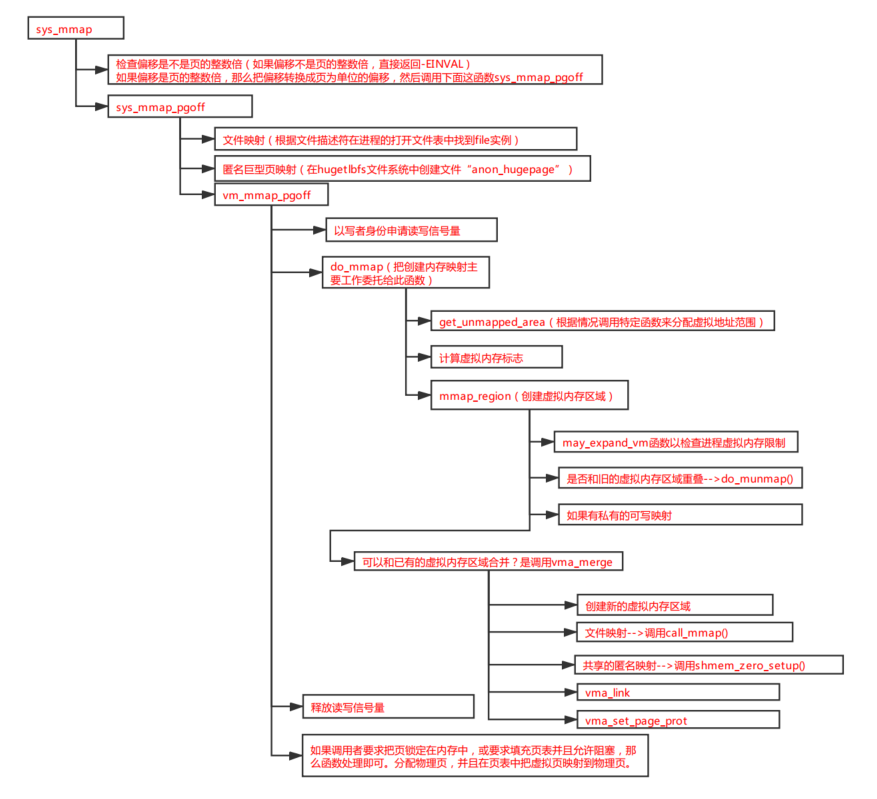 sys_mmap
检查偏移是不是页的整数倍（如果偏移不是页的整数倍，直接返回-EINVAL）
如果偏移是页的整数倍，那么把偏移转换成页为单位的偏移，然后调用下面这函数sys_mmap_pgoff
sys_mmap_pgoff
文件映射（根据文件描述符在进程的打开文件表中找到file实例）
匿名巨型页映射（在hugetlbfs文件系统中创建文件“anon_hugepage”）
vm_mmap_pgoff
以写者身份申请读写信号量
do_mmap（把创建内存映射主
要工作委托给此函数）
get_unmapped_area（根据情况调用特定函数来分配虚拟地址范围）
计算虚拟内存标志
mmap_region（创建虚拟内存区域）
may_expand_vm函数以检查进程虚拟内存限制
是否和旧的虚拟内存区域重叠-->do_munmap()
如果有私有的可写映射
可以和已有的虚拟内存区域合并？是调用vma_merge
创建新的虚拟内存区域
文件映射-->调用call_mmap()
共享的匿名映射-->调用shmem_zero_setup()
vma_link
vma_set_page_prot
释放读写信号量
如果调用者要求把页锁定在内存中，或要求填充页表并且允许阻塞，那
么函数处理即可。分配物理页，并且在页表中把虚拟页映射到物理页。